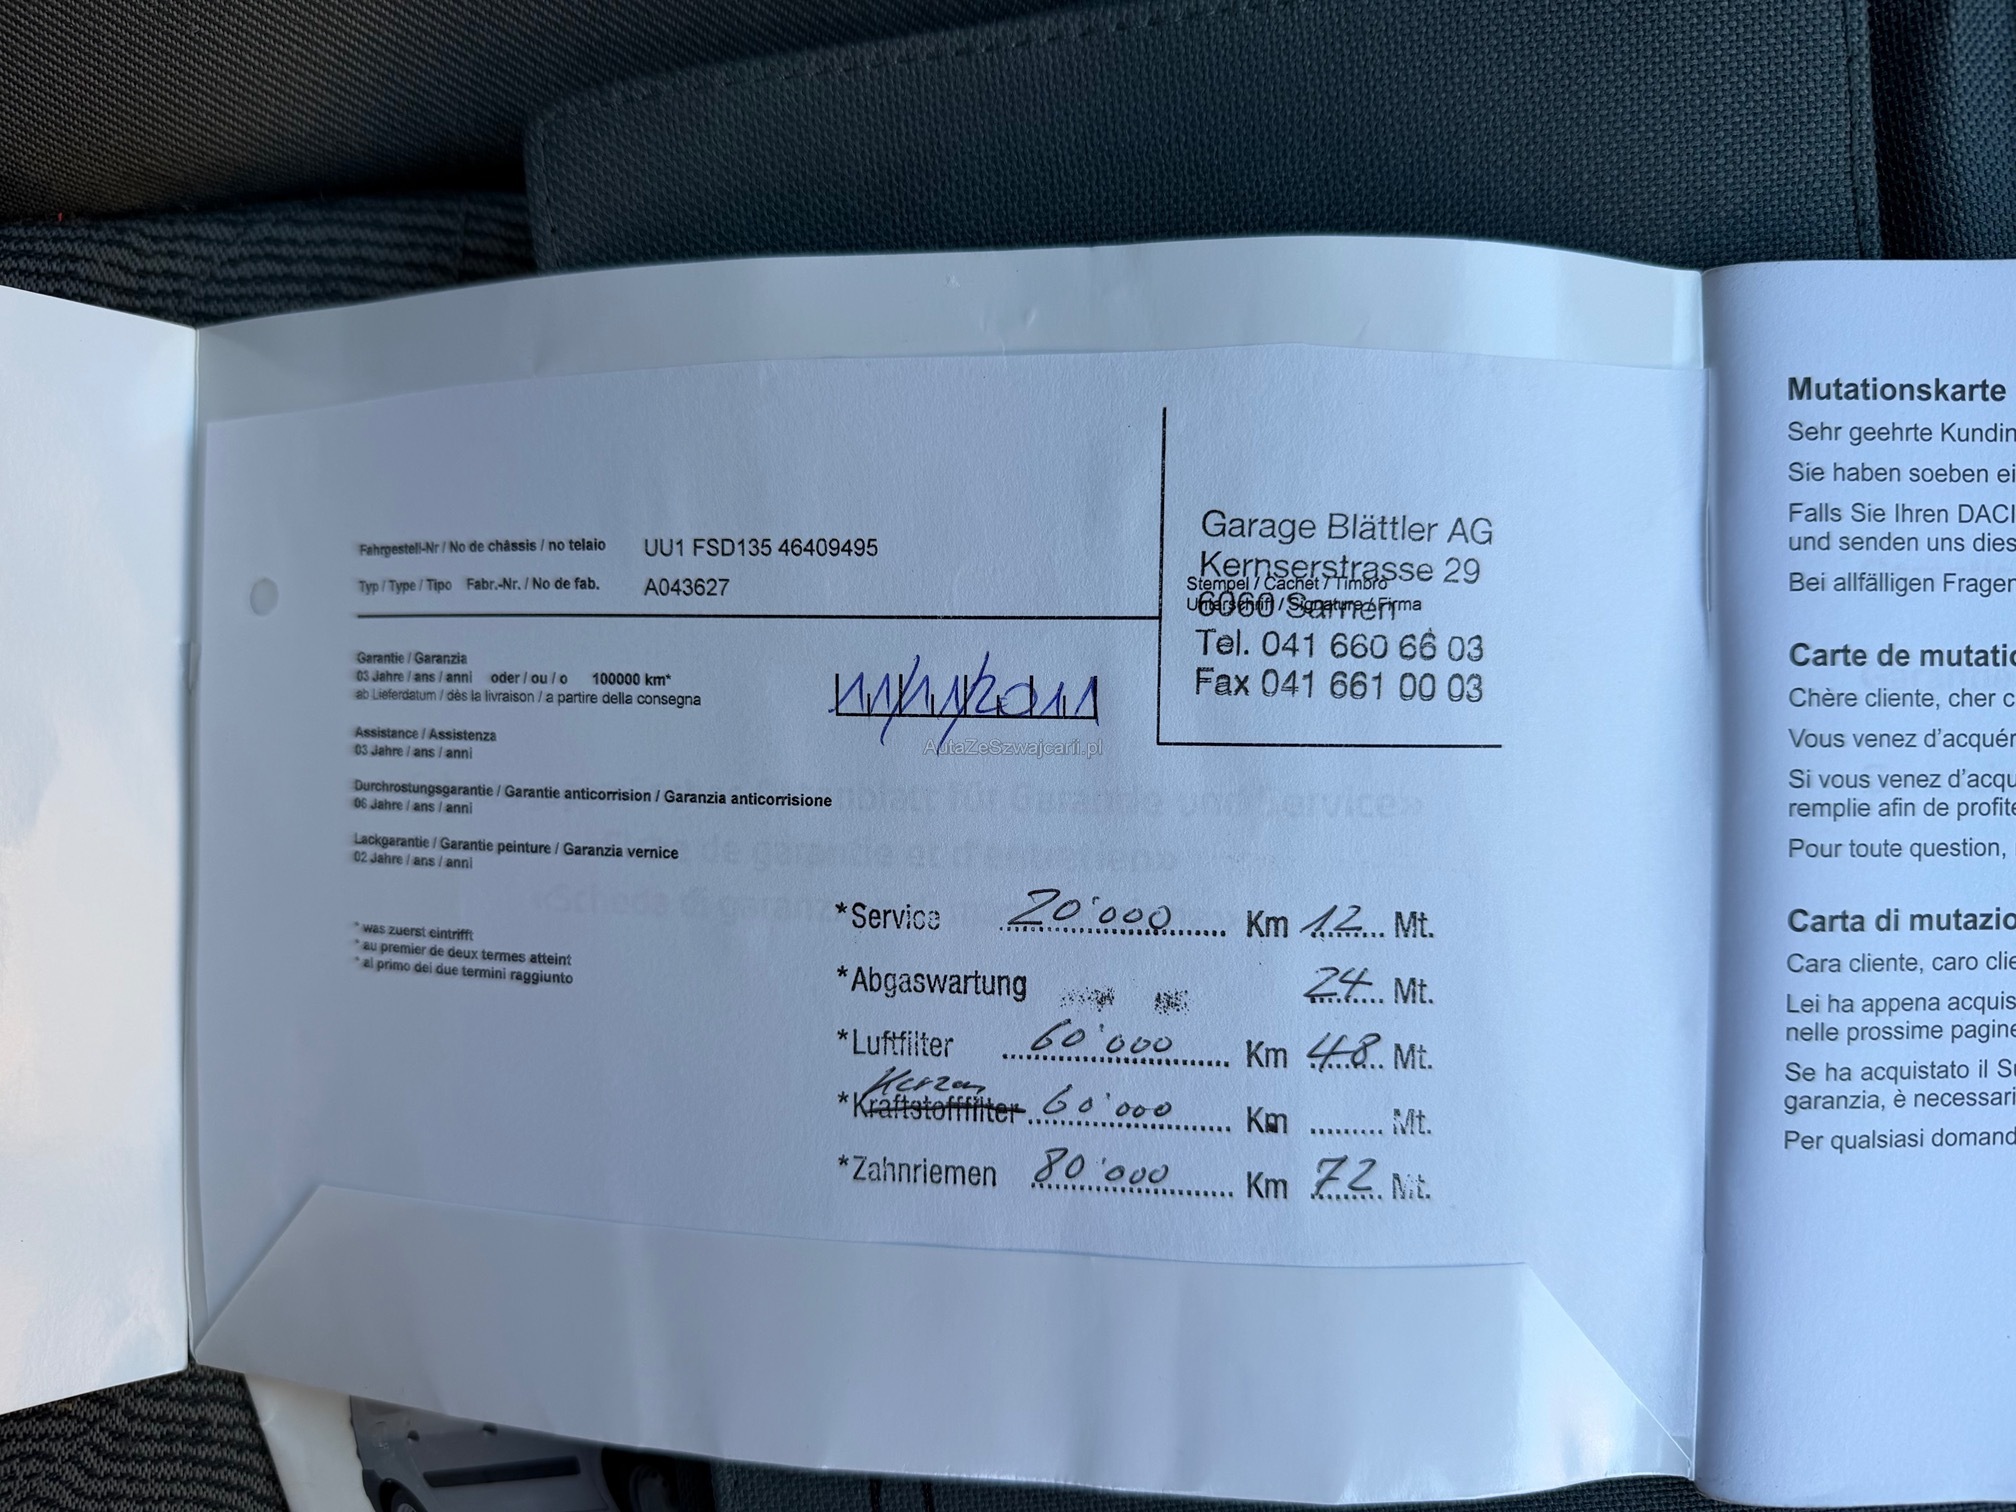 Fahrgestell-Nr / No de châssis / no telaio UU1 FSD135 46409495
Typ / Type / Tipo Fabr.-Nr. / No de fab. A043627
Garage Blättler AG
Kernserstrasse 29
Stempel / Cachet / Timbro
Unterschrift / Signature / Firma
6060 Sarnen
Tel. 041 660 66 03
Fax 041 661 00 03
Garantie / Garanzia
03 Jahre / ans / anni oder / ou / o 100000 km*
ab Lieferdatum / dès la livraison / a partire della consegna
11/11/2011
AutaZeSzwajcarii.pl
Assistance / Assistenza
03 Jahre / ans / anni
Durchrostungsgarantie / Garantie anticorrision / Garanzia anticorrisione
06 Jahre / ans / anni
Lackgarantie / Garantie peinture / Garanzia vernice
02 Jahre / ans / anni
* was zuerst eintrifft
* au premier de deux termes atteint
* al primo dei due termini raggiunto
*Service 20'000 Km 12 Mt.
*Abgaswartung 24 Mt.
*Luftfilter 60'000 Km 48 Mt.
Kerzen
*Kraftstofffilter 60'000 Km Mt.
*Zahnriemen 80'000 Km 72 Mt.
Mutationskarte
Sehr geehrte Kundin
Sie haben soeben ei
Falls Sie Ihren DACI
und senden uns dies
Bei allfälligen Fragen
Carte de mutatio
Chère cliente, cher c
Vous venez d'acquér
Si vous venez d'acqu
remplie afin de profite
Pour toute question,
Carta di mutazio
Cara cliente, caro clie
Lei ha appena acquis
nelle prossime pagine
Se ha acquistato il Su
garanzia, è necessari
Per qualsiasi domand